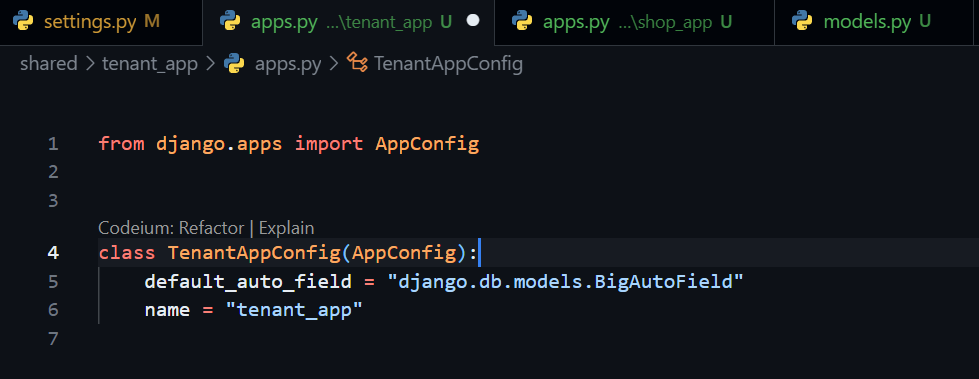 settings.py M
apps.py ...\tenant_app U
apps.py ...\shop_app U
models.py U
shared > tenant_app > apps.py > TenantAppConfig
1 from django.apps import AppConfig
2
3
Codeium: Refactor | Explain
4 class TenantAppConfig(AppConfig):
5     default_auto_field = "django.db.models.BigAutoField"
6     name = "tenant_app"
7